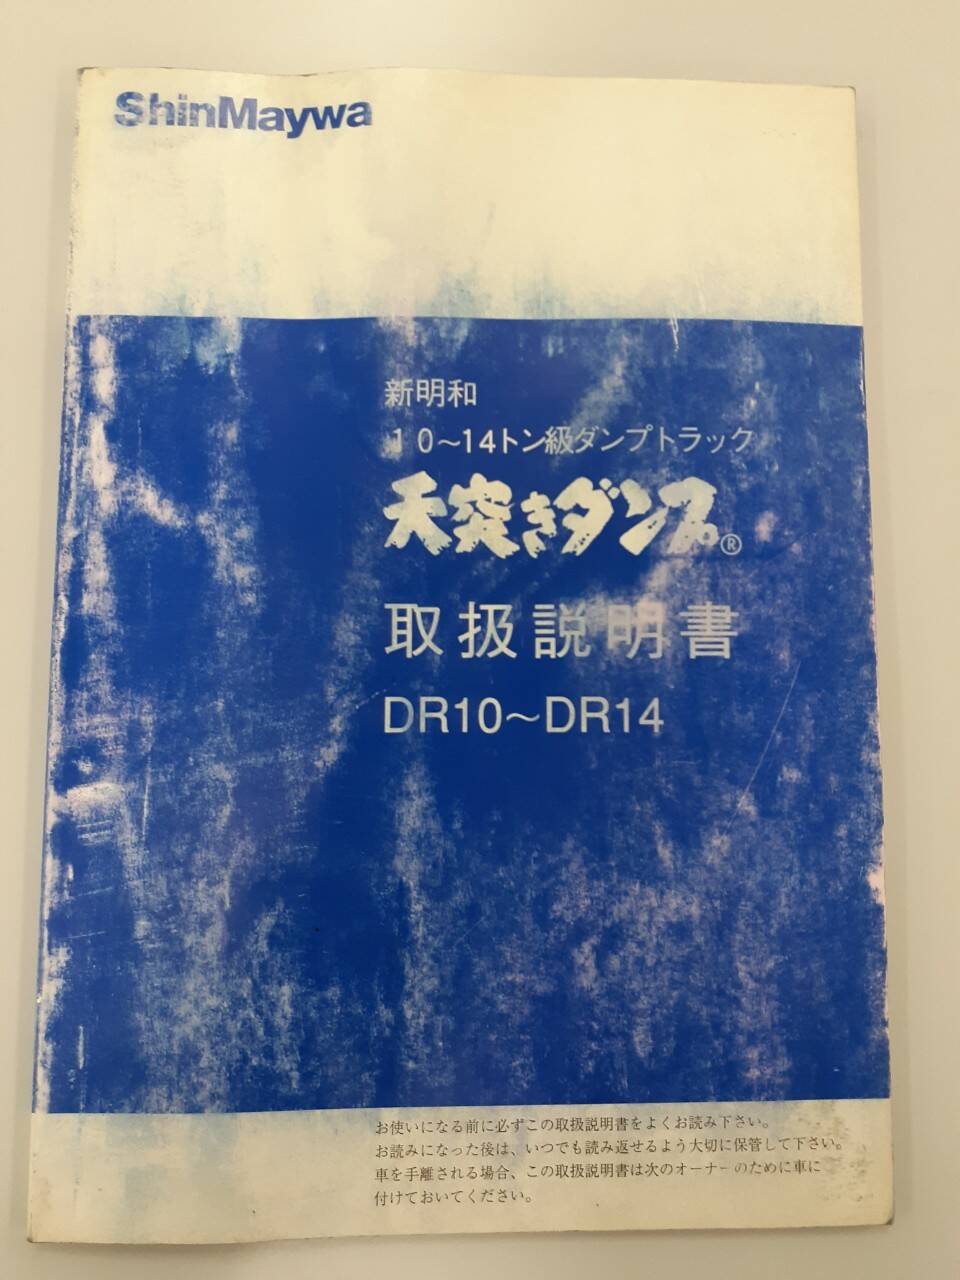 ShinMaywa
新明和
10～14トン級ダンプトラック
天突きダンプ®
取扱説明書
DR10～DR14
お使いになる前に必ずこの取扱説明書をよくお読み下さい。
お読みになった後は、いつでも読み返せるよう大切に保管して下さい。
車を手離される場合、この取扱説明書は次のオーナーのために車に
付けておいてください。